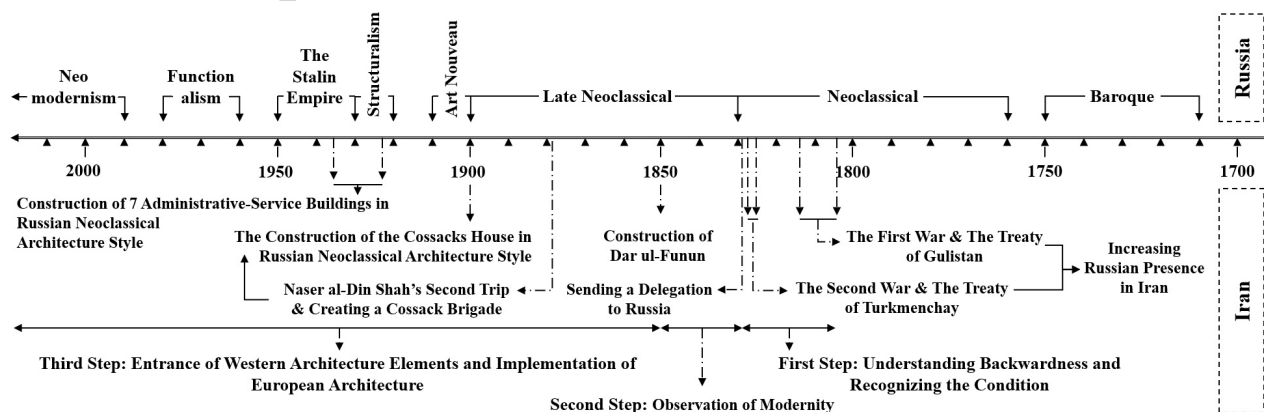 Neo
modernism
Function
alism
The
Stalin
Empire
Structuralism
Art Nouveau
Late Neoclassical
Neoclassical
Baroque
Russia
2000
1950
1900
1850
1800
1750
1700
Construction of 7 Administrative-Service Buildings in
Russian Neoclassical
Architecture Style
The Construction of the Cossacks House in
Russian Neoclassical Architecture Style
Construction of
Dar ul-Funun
The First War & The Treaty
of Gulistan
Increasing
Russian Presence
in Iran
Naser al-Din Shah's Second Trip
& Creating a Cossack Brigade
Sending a Delegation
to Russia
The Second War & The Treaty
of Turkmenchay
Iran
Third Step: Entrance of Western Architecture Elements and Implementation of
European Architecture
First Step: Understanding Backwardness and
Recognizing the Condition
Second Step: Observation of Modernity